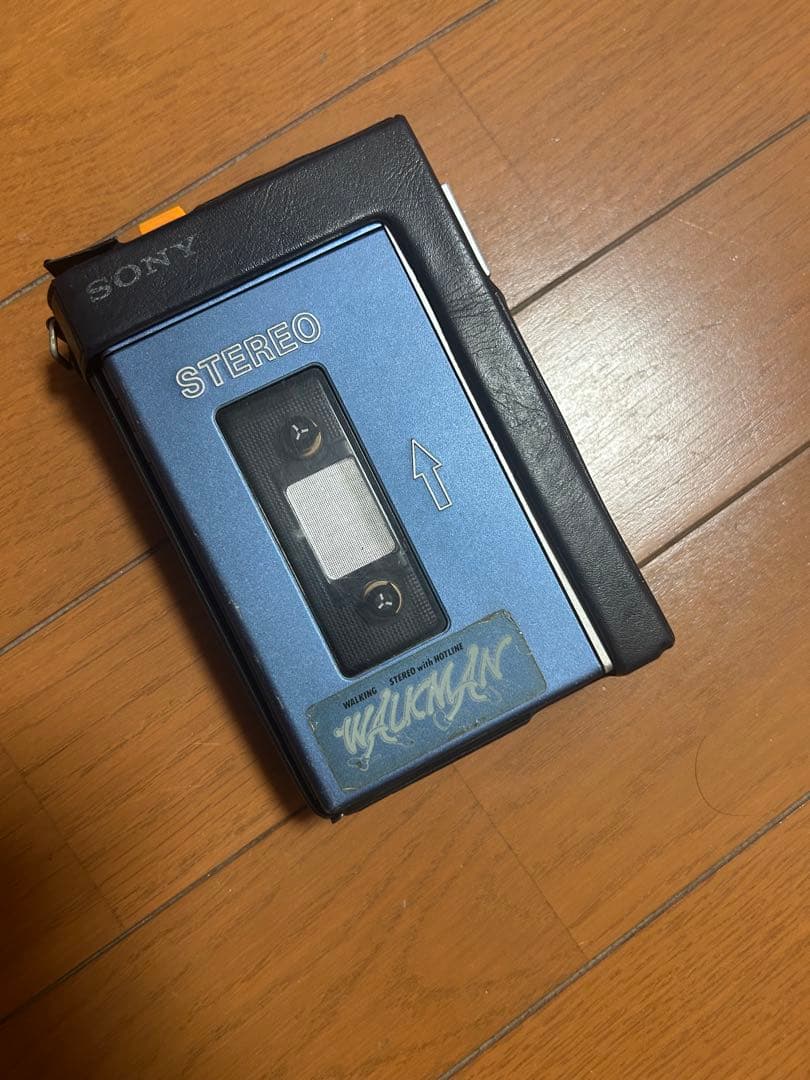 SONY
STEREO
WALKING STEREO with HOTLINE
WALKMAN